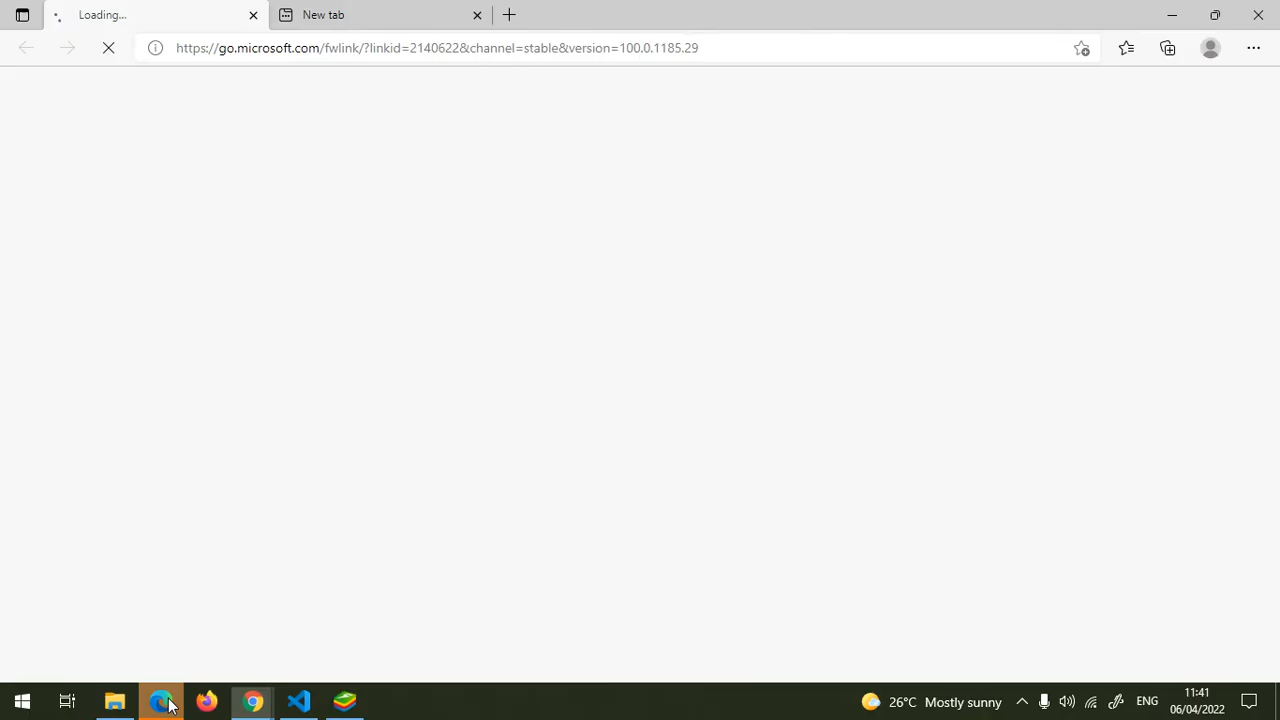 Loading...
New tab
https://go.microsoft.com/fwlink/?linkid=2140622&channel=stable&version=100.0.1185.29
26°C Mostly sunny
ENG
11:41
06/04/2022